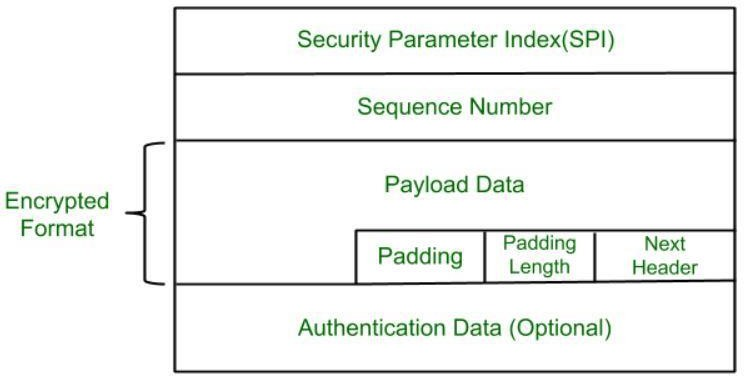 Security Parameter Index(SPI)
Sequence Number
Encrypted
Format
Payload Data
Padding
Padding
Length
Next
Header
Authentication Data (Optional)